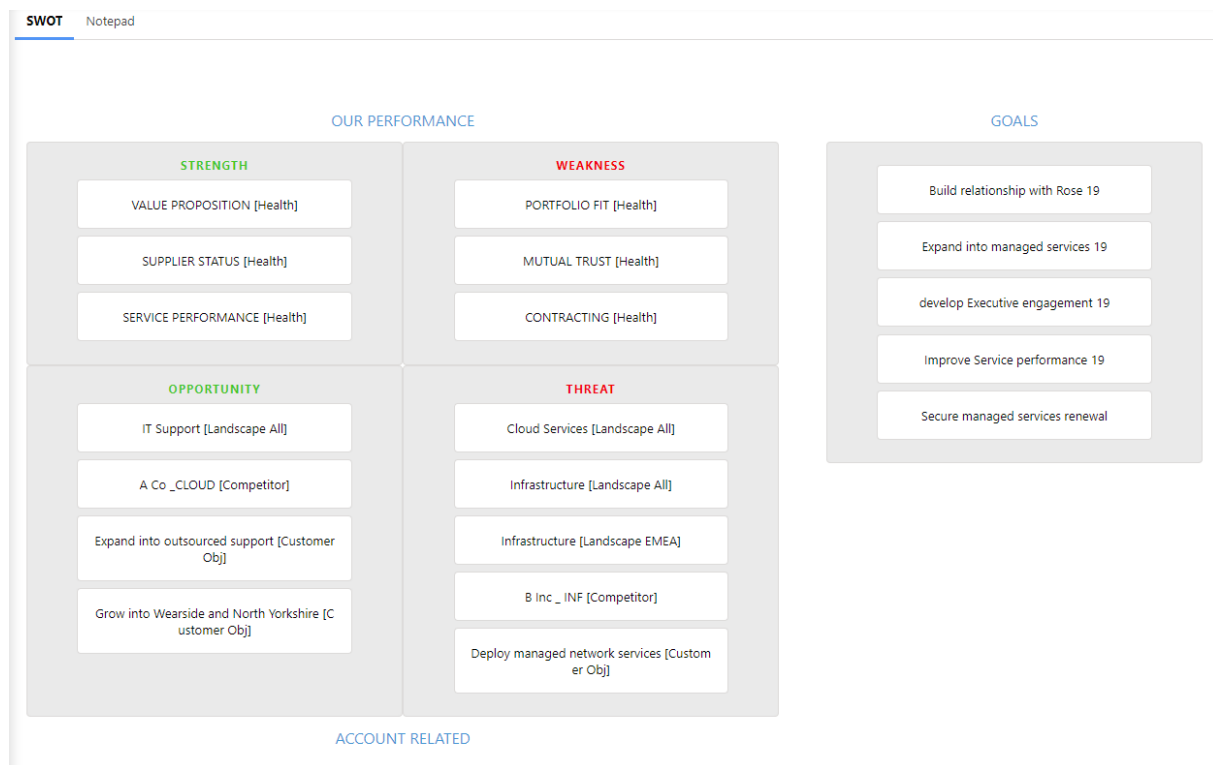 SWOT Notepad
OUR PERFORMANCE
STRENGTH
VALUE PROPOSITION [Health]
SUPPLIER STATUS [Health]
SERVICE PERFORMANCE [Health]
WEAKNESS
PORTFOLIO FIT [Health]
MUTUAL TRUST [Health]
CONTRACTING [Health]
OPPORTUNITY
IT Support [Landscape All]
A Co _CLOUD [Competitor]
Expand into outsourced support [Customer
Obj]
Grow into Wearside and North Yorkshire [C
ustomer Obj]
THREAT
Cloud Services [Landscape All]
Infrastructure [Landscape All]
Infrastructure [Landscape EMEA]
B Inc _ INF [Competitor]
Deploy managed network services [Custom
er Obj]
ACCOUNT RELATED
GOALS
Build relationship with Rose 19
Expand into managed services 19
develop Executive engagement 19
Improve Service performance 19
Secure managed services renewal